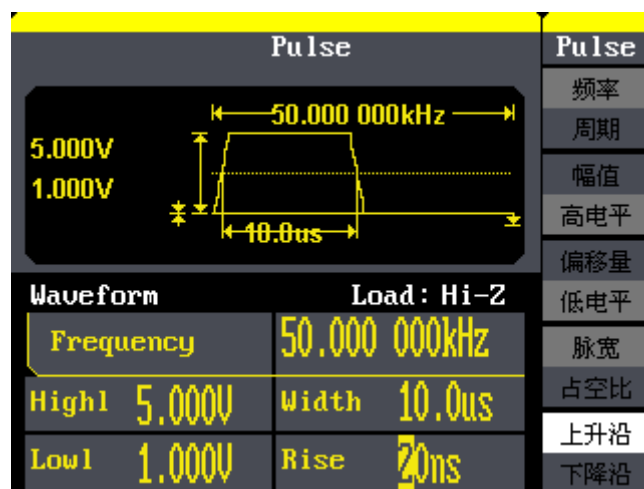 Pulse
50.000 000kHz
5.000V
1.000V
10.0us
Waveform Load: Hi-Z
Frequency 50.000 000kHz
Highl 5.000V Width 10.0us
Lowl 1.000V Rise 20ns
Pulse
频率
周期
幅值
高电平
偏移量
低电平
脉宽
占空比
上升沿
下降沿